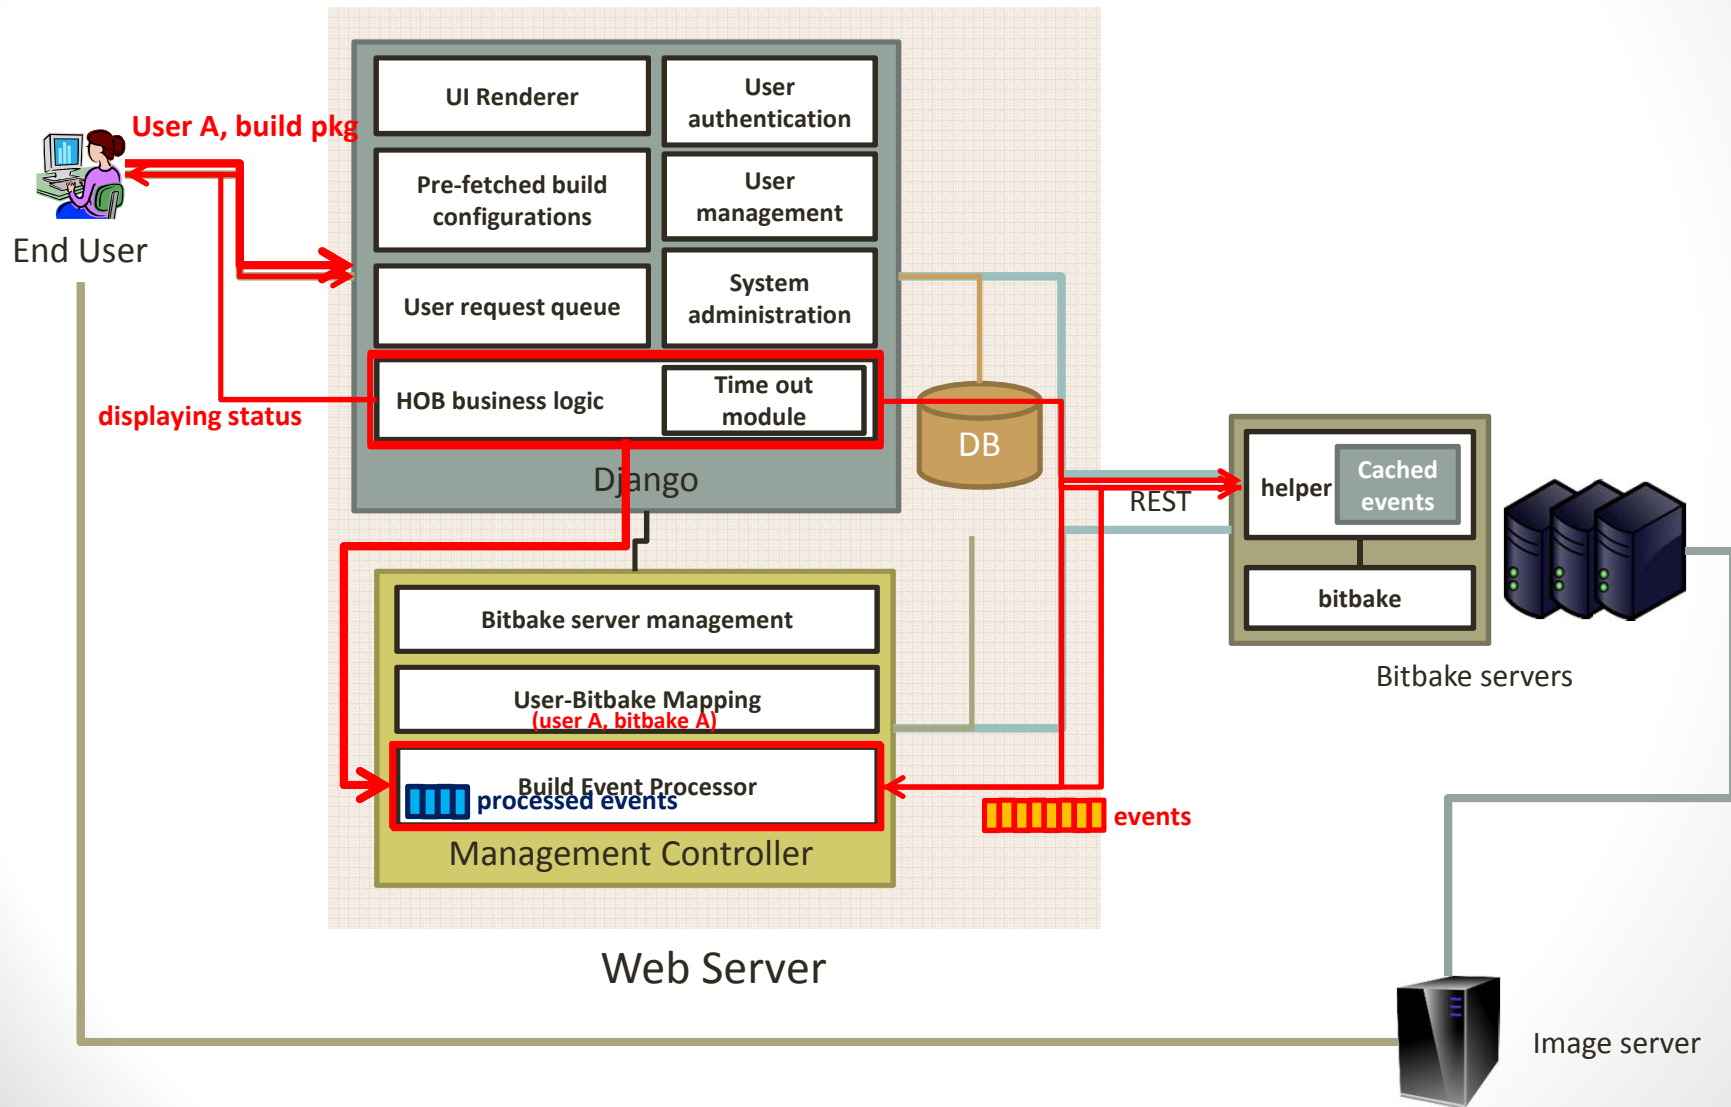 UI Renderer
User
authentication
User A, build pkg
Pre-fetched build
configurations
User
management
End User
User request queue
System
administration
HOB business logic
Time out
module
displaying status
Django
DB
REST
helper
Cached
events
bitbake
Bitbake servers
Bitbake server management
User-Bitbake Mapping
(user A, bitbake A)
Build Event Processor
processed events
events
Management Controller
Web Server
Image server